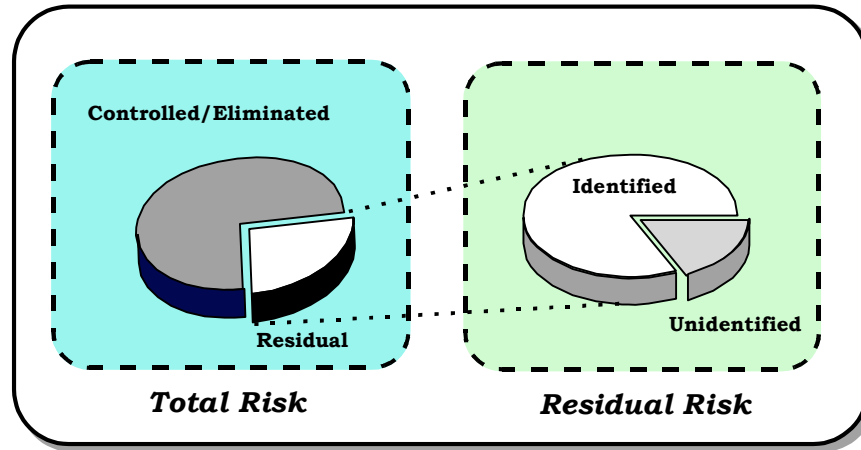 Controlled/Eliminated
Residual
Total Risk
Identified
Unidentified
Residual Risk